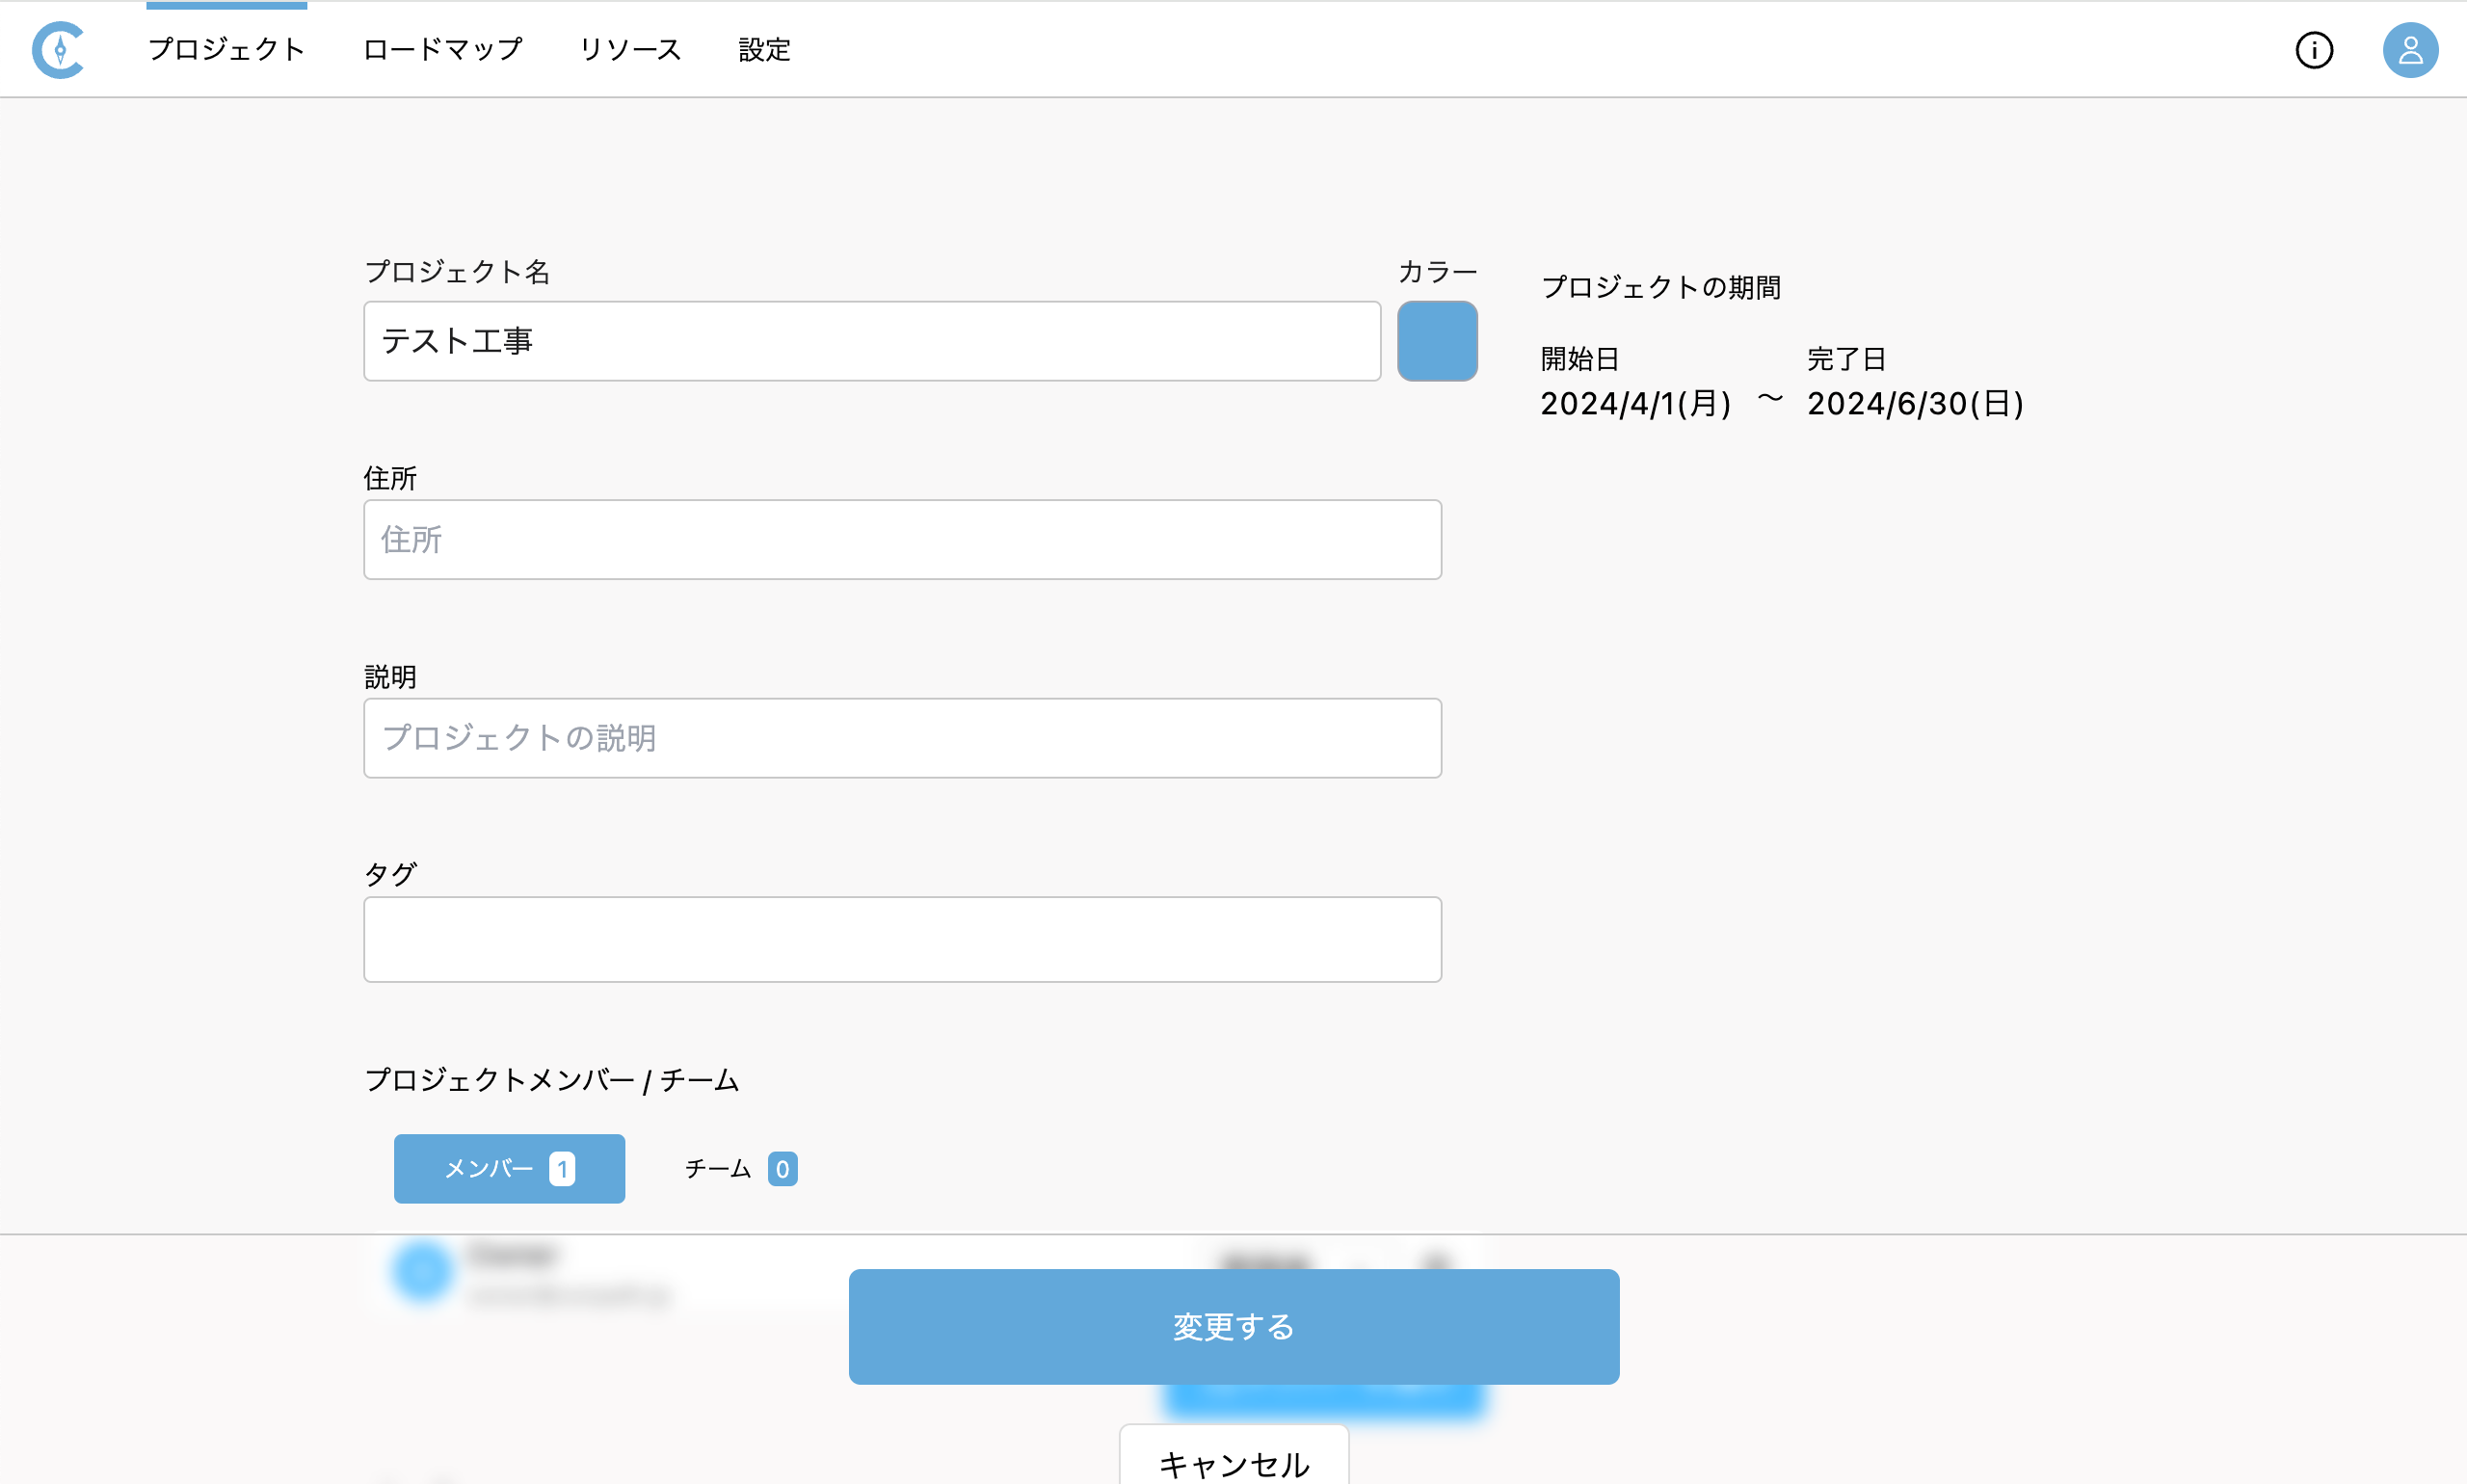 プロジェクト ロードマップ リソース 設定
プロジェクト名
カラー
テスト工事
プロジェクトの期間
開始日 完了日
2024/4/1(月) 〜 2024/6/30(日)
住所
住所
説明
プロジェクトの説明
タグ
プロジェクトメンバー / チーム
メンバー 1 チーム 0
変更する
キャンセル